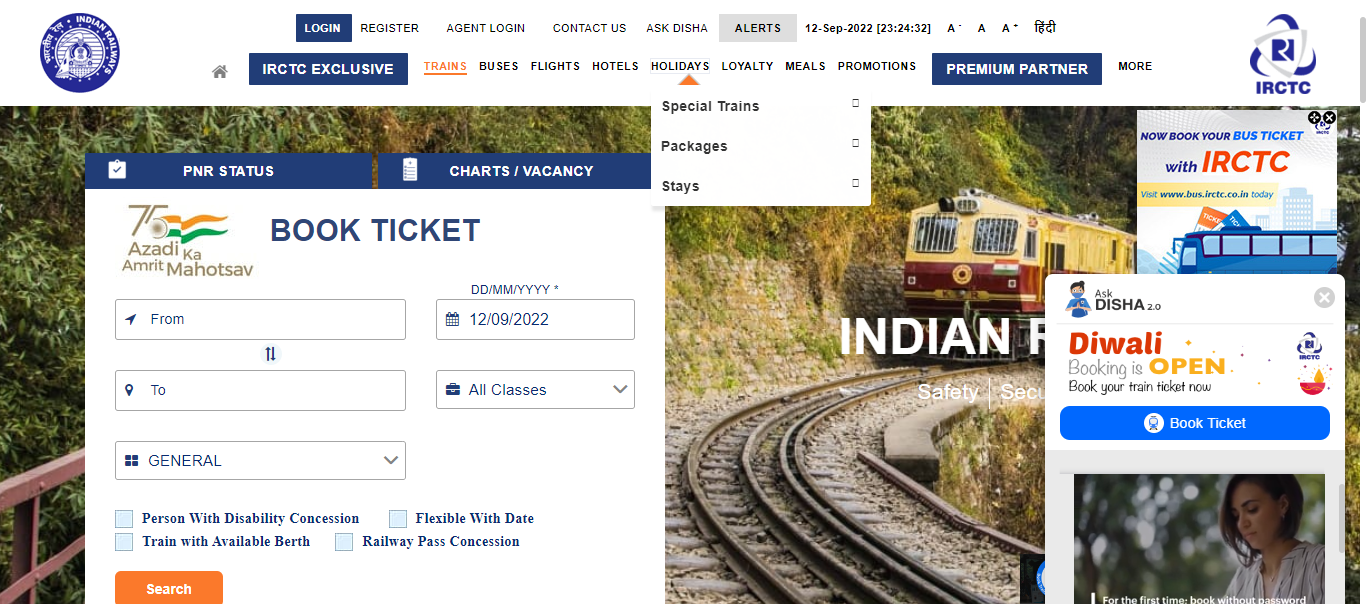 LOGIN REGISTER AGENT LOGIN CONTACT US ASK DISHA ALERTS 12-Sep-2022 [23:24:32] A- A A+ हिंदी
भारतीय रेल INDIAN RAILWAYS
IRCTC EXCLUSIVE TRAINS BUSES FLIGHTS HOTELS HOLIDAYS LOYALTY MEALS PROMOTIONS PREMIUM PARTNER MORE
IRCTC
Special Trains
Packages
Stays
PNR STATUS
CHARTS / VACANCY
75
Azadi Ka
Amrit Mahotsav
BOOK TICKET
DD/MM/YYYY *
From
12/09/2022
To
All Classes
GENERAL
Person With Disability Concession
Flexible With Date
Train with Available Berth
Railway Pass Concession
Search
INDIAN R
Safety | Secu
NOW BOOK YOUR BUS TICKET
with IRCTC
Visit www.bus.irctc.co.in today
TICKET
Ask
DISHA 2.0
Diwali
Booking is OPEN
Book your train ticket now
IRCTC
Book Ticket
For the first time: book without password